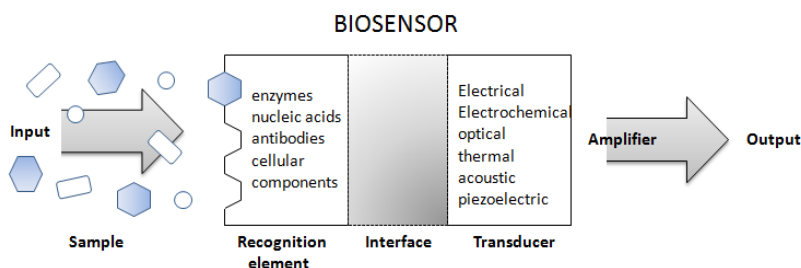 BIOSENSOR
Input
enzymes
nucleic acids
antibodies
cellular
components
Electrical
Electrochemical
optical
thermal
acoustic
piezoelectric
Amplifier
Output
Sample
Recognition
element
Interface
Transducer